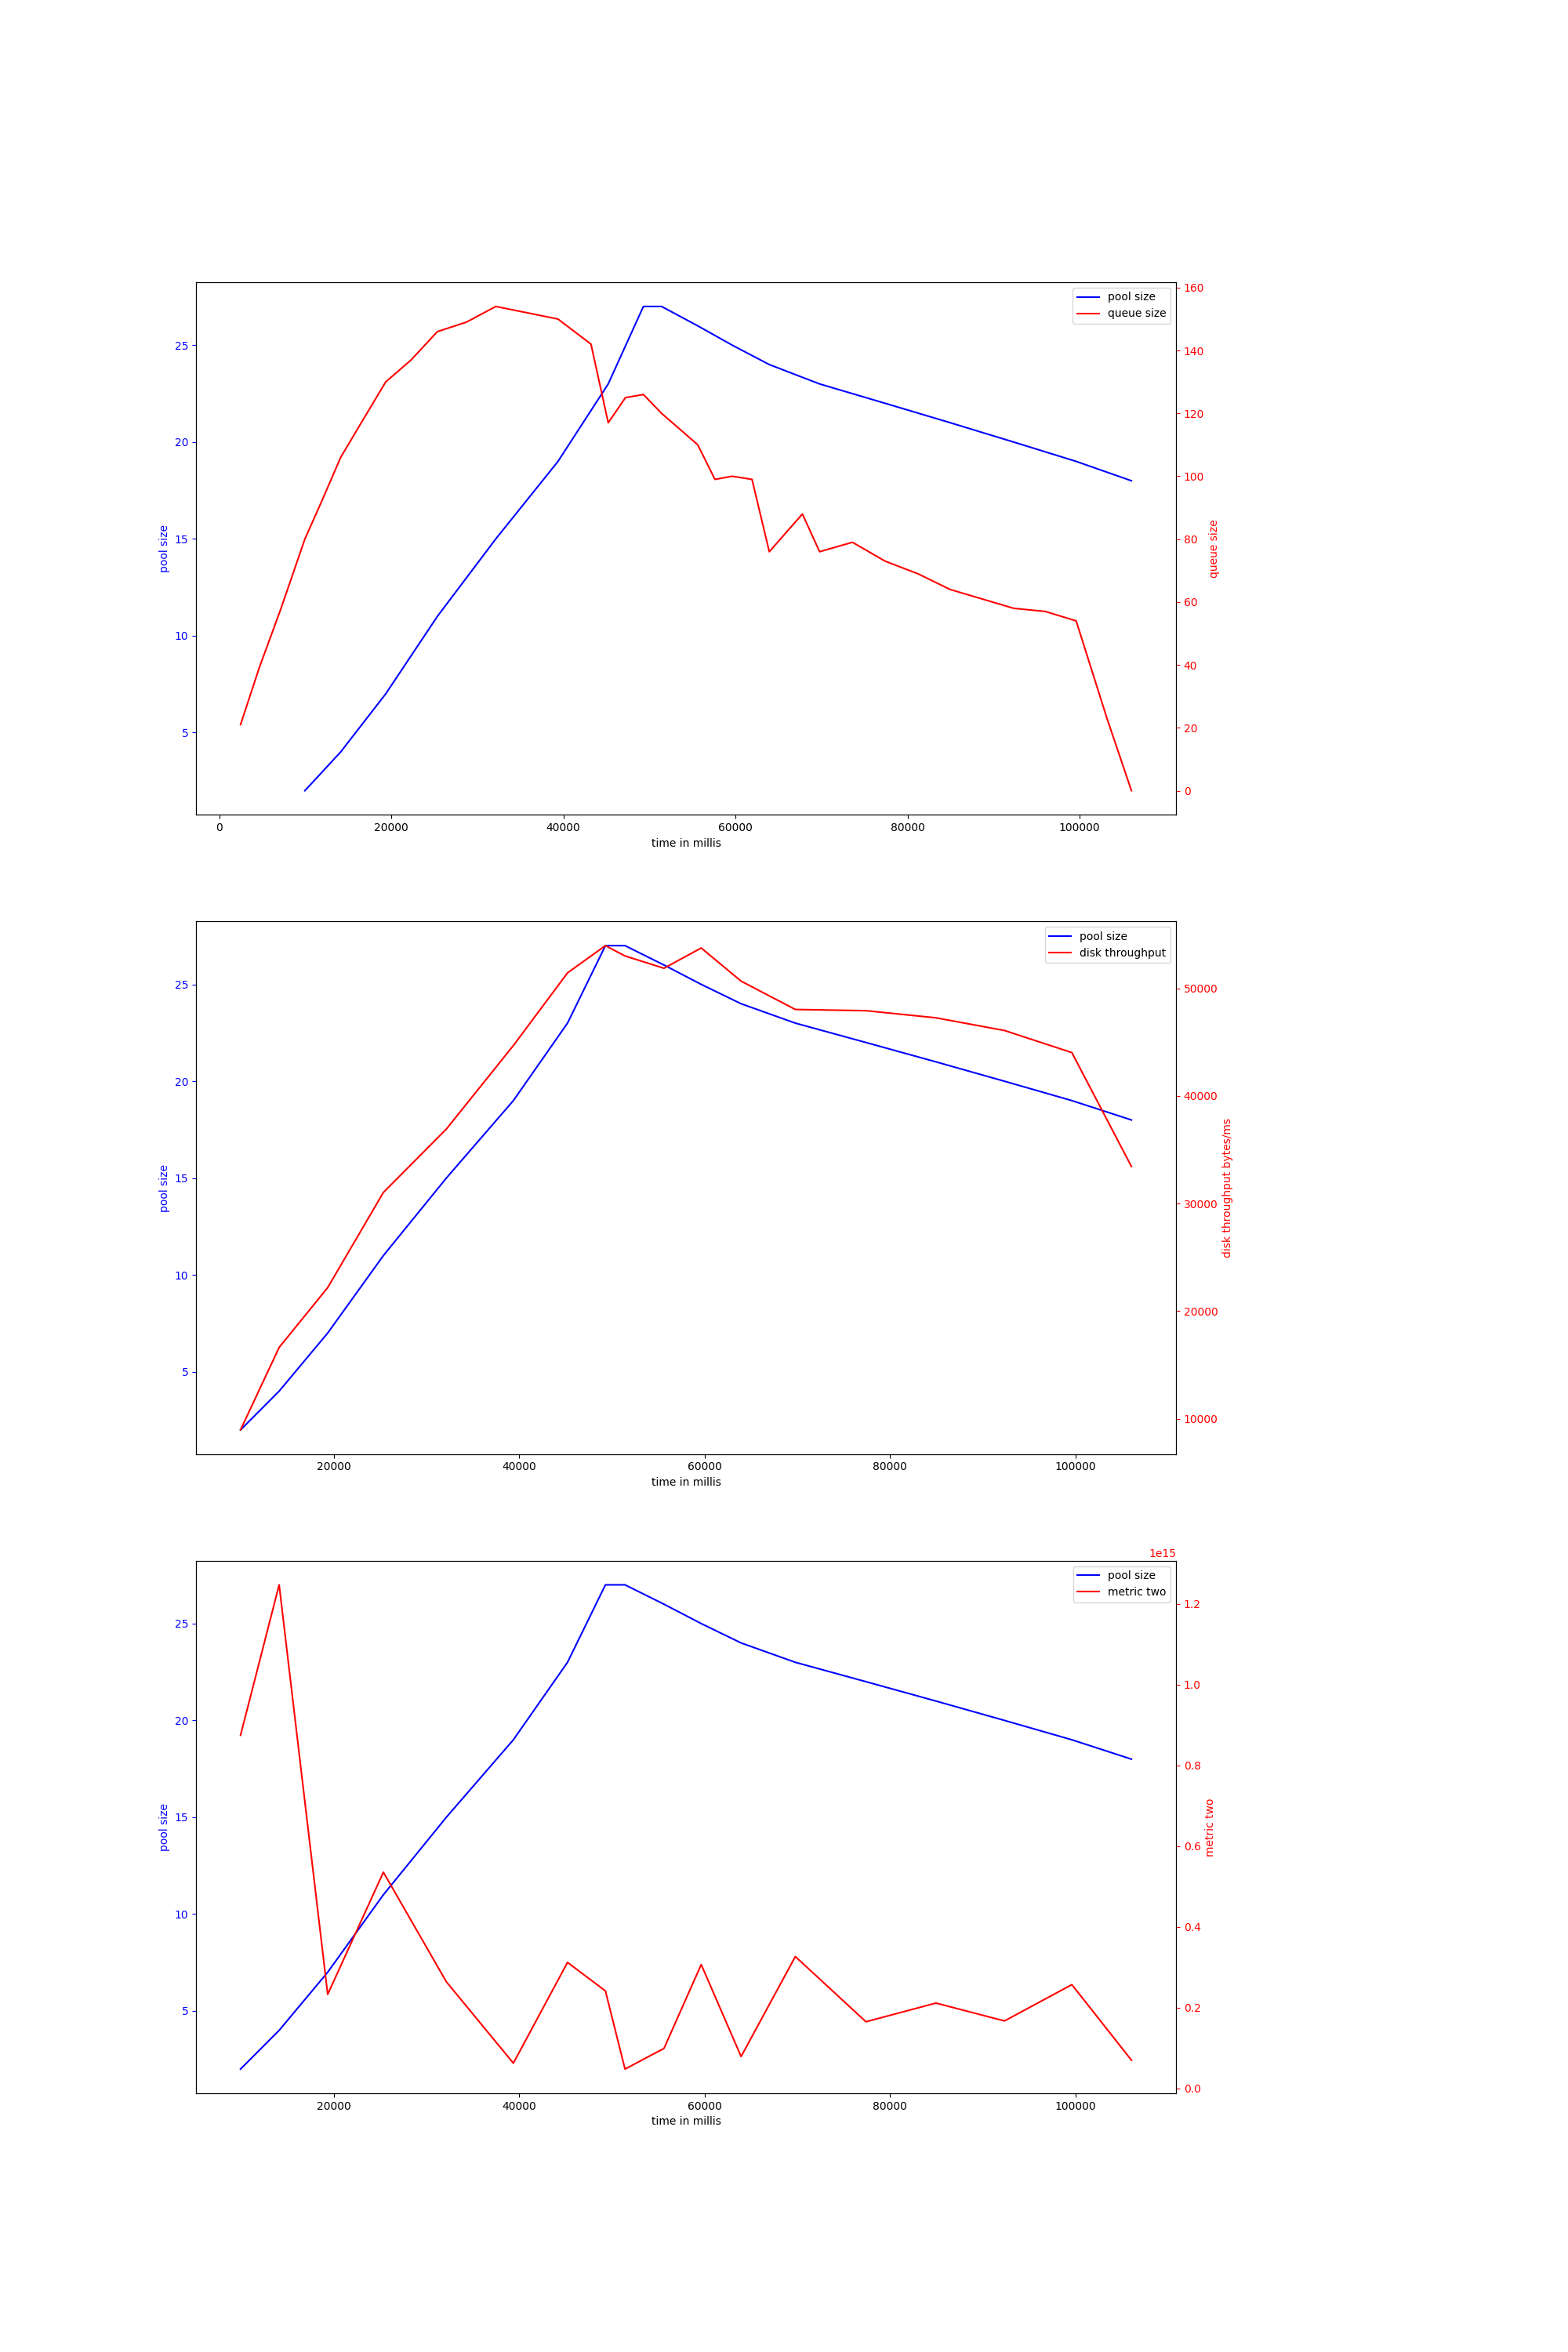 pool size
queue size
25
20
15
10
5
pool size
160
140
120
100
80
60
40
20
0
queue size
0 20000 40000 60000 80000 100000
time in millis
pool size
disk throughput
25
20
15
10
5
pool size
50000
40000
30000
20000
10000
disk throughput bytes/ms
20000 40000 60000 80000 100000
time in millis
1e15
pool size
metric two
25
20
15
10
5
pool size
1.2
1.0
0.8
0.6
0.4
0.2
0.0
metric two
20000 40000 60000 80000 100000
time in millis